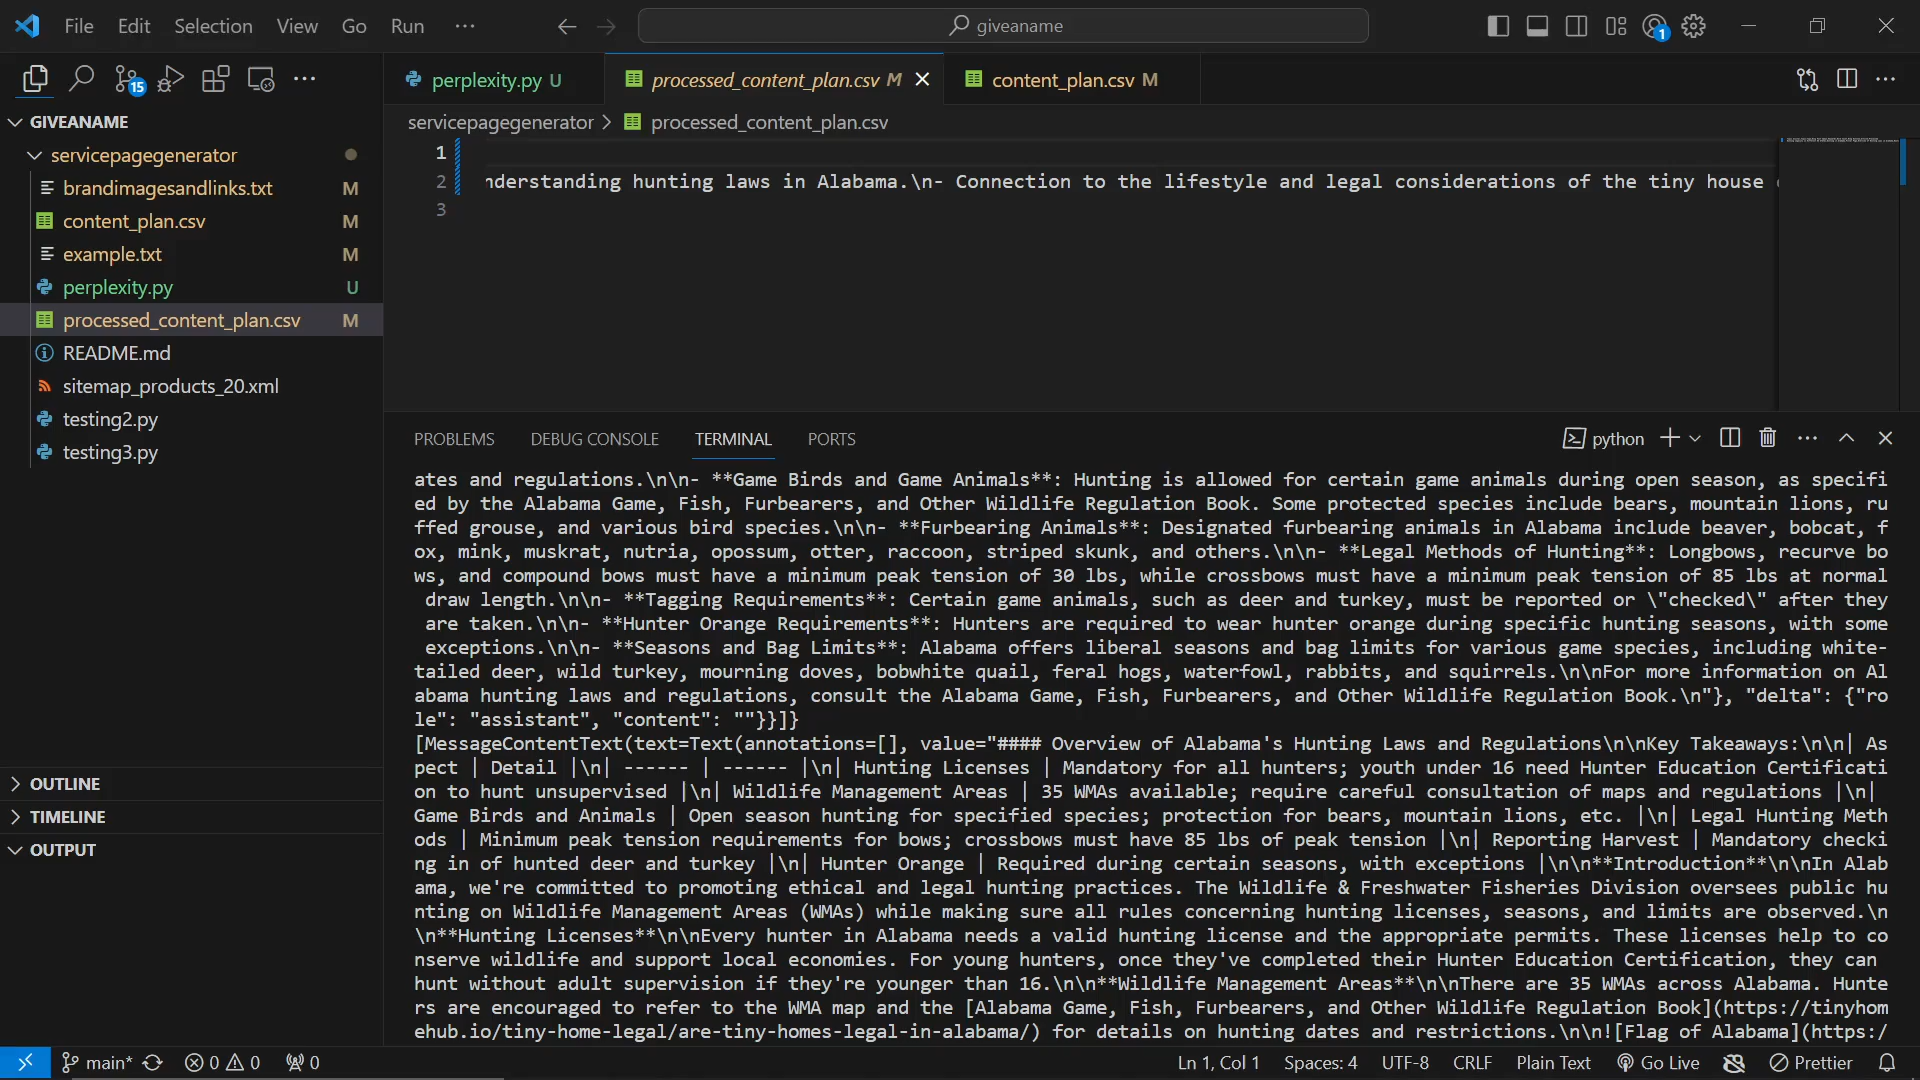 File Edit Selection View Go Run ··· giveaname 1
15 ···
GIVEANAME
servicepagegenerator
brandimagesandlinks.txt M
content_plan.csv M
example.txt M
perplexity.py U
processed_content_plan.csv M
README.md
sitemap_products_20.xml
testing2.py
testing3.py
OUTLINE
TIMELINE
OUTPUT
perplexity.py U processed_content_plan.csv M content_plan.csv M ···
servicepagegenerator > processed_content_plan.csv
1
2 nderstanding hunting laws in Alabama.\n- Connection to the lifestyle and legal considerations of the tiny house
3
PROBLEMS DEBUG CONSOLE TERMINAL PORTS python ···
ates and regulations.\n\n- **Game Birds and Game Animals**: Hunting is allowed for certain game animals during open season, as specifi
ed by the Alabama Game, Fish, Furbearers, and Other Wildlife Regulation Book. Some protected species include bears, mountain lions, ru
ffed grouse, and various bird species.\n\n- **Furbearing Animals**: Designated furbearing animals in Alabama include beaver, bobcat, f
ox, mink, muskrat, nutria, opossum, otter, raccoon, striped skunk, and others.\n\n- **Legal Methods of Hunting**: Longbows, recurve bo
ws, and compound bows must have a minimum peak tension of 30 lbs, while crossbows must have a minimum peak tension of 85 lbs at normal
draw length.\n\n- **Tagging Requirements**: Certain game animals, such as deer and turkey, must be reported or \"checked\" after they
are taken.\n\n- **Hunter Orange Requirements**: Hunters are required to wear hunter orange during specific hunting seasons, with some
exceptions.\n\n- **Seasons and Bag Limits**: Alabama offers liberal seasons and bag limits for various game species, including white-
tailed deer, wild turkey, mourning doves, bobwhite quail, feral hogs, waterfowl, rabbits, and squirrels.\n\nFor more information on Al
abama hunting laws and regulations, consult the Alabama Game, Fish, Furbearers, and Other Wildlife Regulation Book.\n"}, "delta": {"ro
le": "assistant", "content": ""}}]}
[MessageContentText(text=Text(annotations=[], value="#### Overview of Alabama's Hunting Laws and Regulations\n\nKey Takeaways:\n\n| As
pect | Detail |\n| ------ | ------ |\n| Hunting Licenses | Mandatory for all hunters; youth under 16 need Hunter Education Certificati
on to hunt unsupervised |\n| Wildlife Management Areas | 35 WMAs available; require careful consultation of maps and regulations |\n|
Game Birds and Animals | Open season hunting for specified species; protection for bears, mountain lions, etc. |\n| Legal Hunting Meth
ods | Minimum peak tension requirements for bows; crossbows must have 85 lbs of peak tension |\n| Reporting Harvest | Mandatory checki
ng in of hunted deer and turkey |\n| Hunter Orange | Required during certain seasons, with exceptions |\n\n**Introduction**\n\nIn Alab
ama, we're committed to promoting ethical and legal hunting practices. The Wildlife & Freshwater Fisheries Division oversees public hu
nting on Wildlife Management Areas (WMAs) while making sure all rules concerning hunting licenses, seasons, and limits are observed.\n
\n**Hunting Licenses**\n\nEvery hunter in Alabama needs a valid hunting license and the appropriate permits. These licenses help to co
nserve wildlife and support local economies. For young hunters, once they've completed their Hunter Education Certification, they can
hunt without adult supervision if they're younger than 16.\n\n**Wildlife Management Areas**\n\nThere are 35 WMAs across Alabama. Hunte
rs are encouraged to refer to the WMA map and the [Alabama Game, Fish, Furbearers, and Other Wildlife Regulation Book](https://tinyhom
ehub.io/tiny-home-legal/are-tiny-homes-legal-in-alabama/) for details on hunting dates and restrictions.\n\n![Flag of Alabama](https:/
main* 0 0 0 Ln 1, Col 1 Spaces: 4 UTF-8 CRLF Plain Text Go Live Prettier